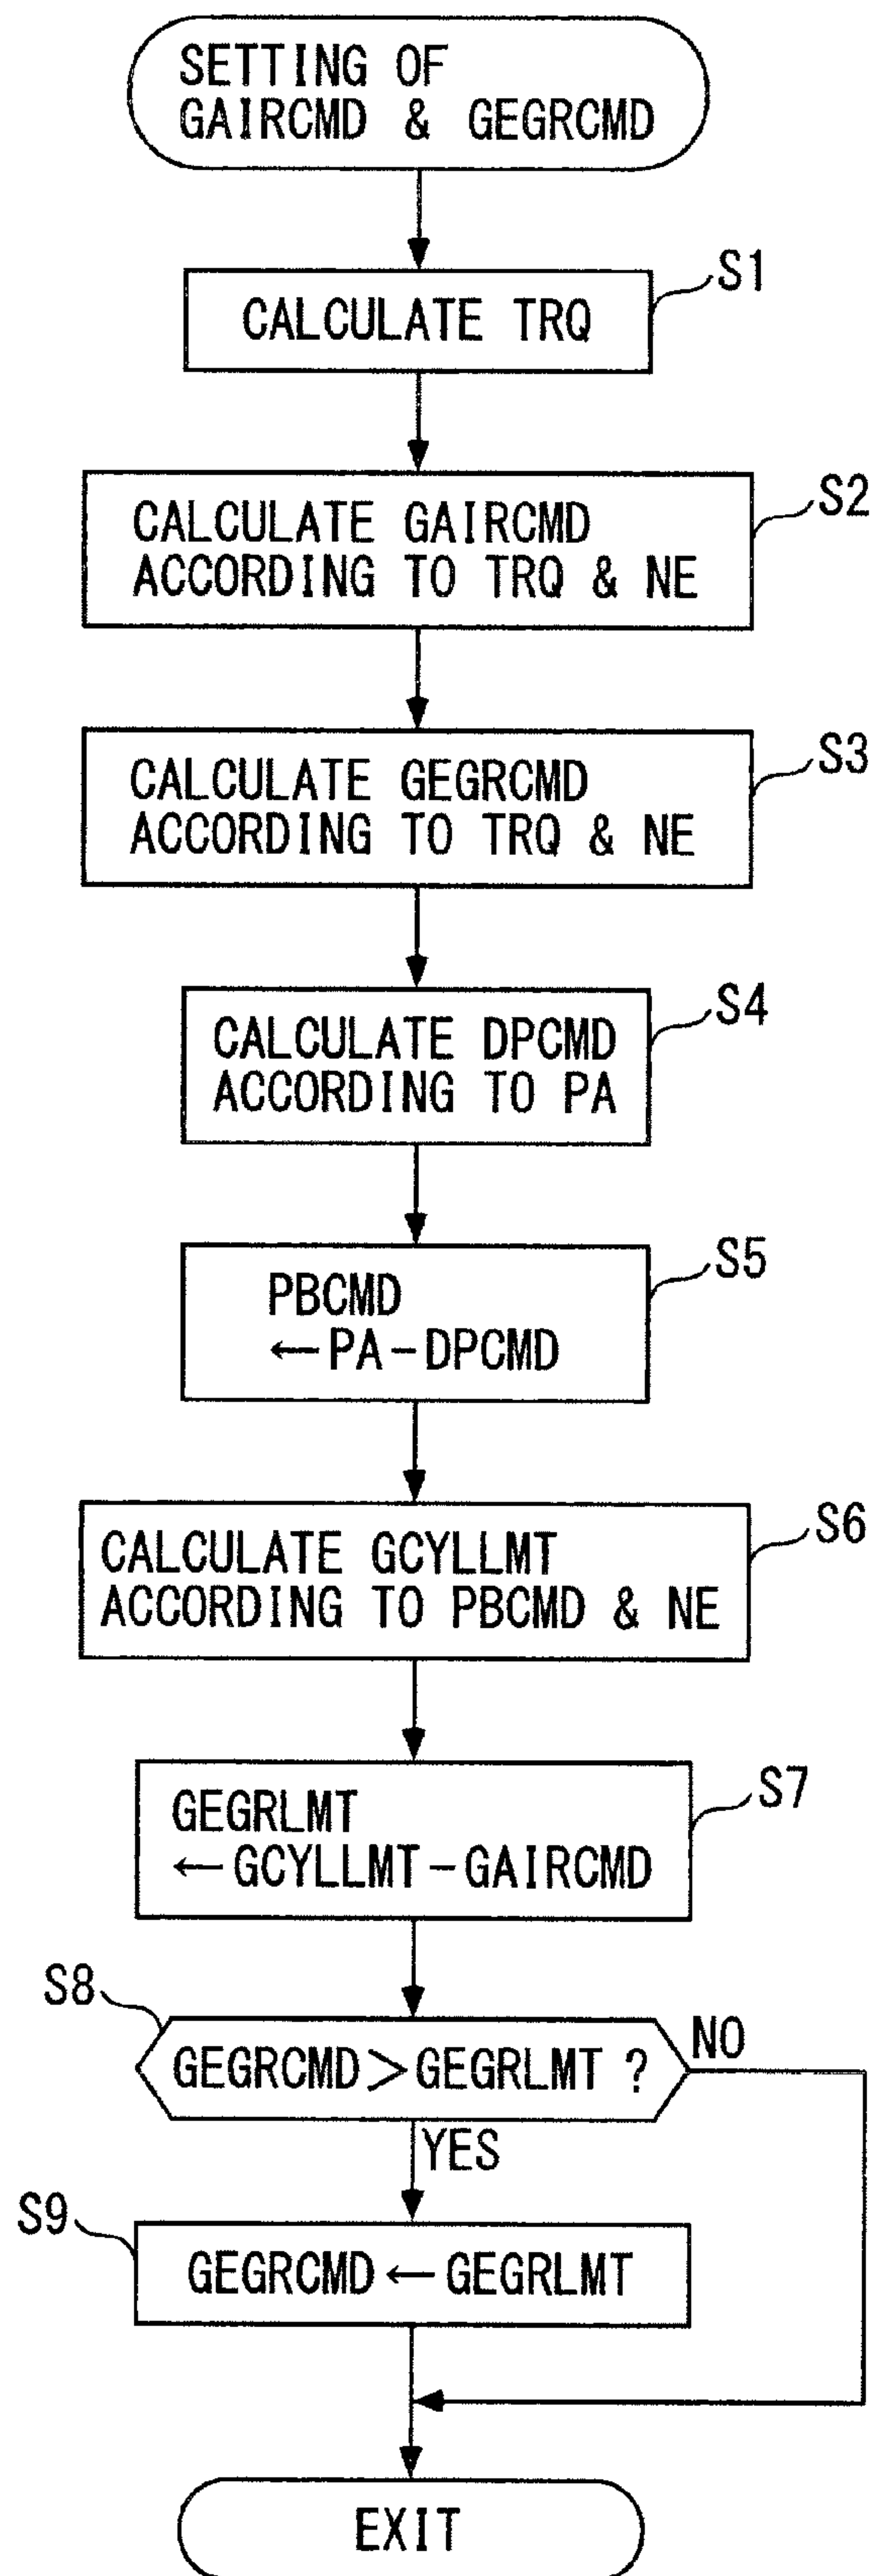 SETTING OF
GAIRCMD & GEGRCMD
S1
CALCULATE TRQ
S2
CALCULATE GAIRCMD
ACCORDING TO TRQ & NE
S3
CALCULATE GEGRCMD
ACCORDING TO TRQ & NE
S4
CALCULATE DPCMD
ACCORDING TO PA
S5
PBCMD
←PA-DPCMD
S6
CALCULATE GCYLLMT
ACCORDING TO PBCMD & NE
S7
GEGRLMT
←GCYLLMT-GAIRCMD
S8
GEGRCMD>GEGRLMT ?
NO
YES
S9
GEGRCMD←GEGRLMT
EXIT